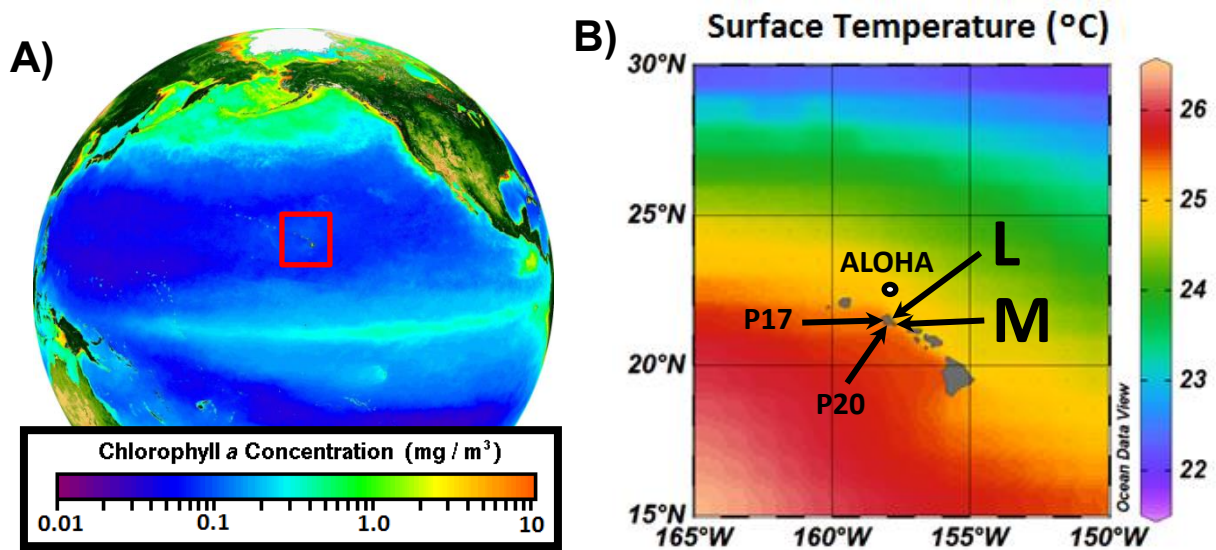 A)
Chlorophyll a Concentration (mg / m³)
0.01 0.1 1.0 10
B)
Surface Temperature (°C)
30°N
25°N
20°N
15°N
165°W 160°W 155°W 150°W
ALOHA
L
M
P17
P20
26
25
24
23
22
Ocean Data View